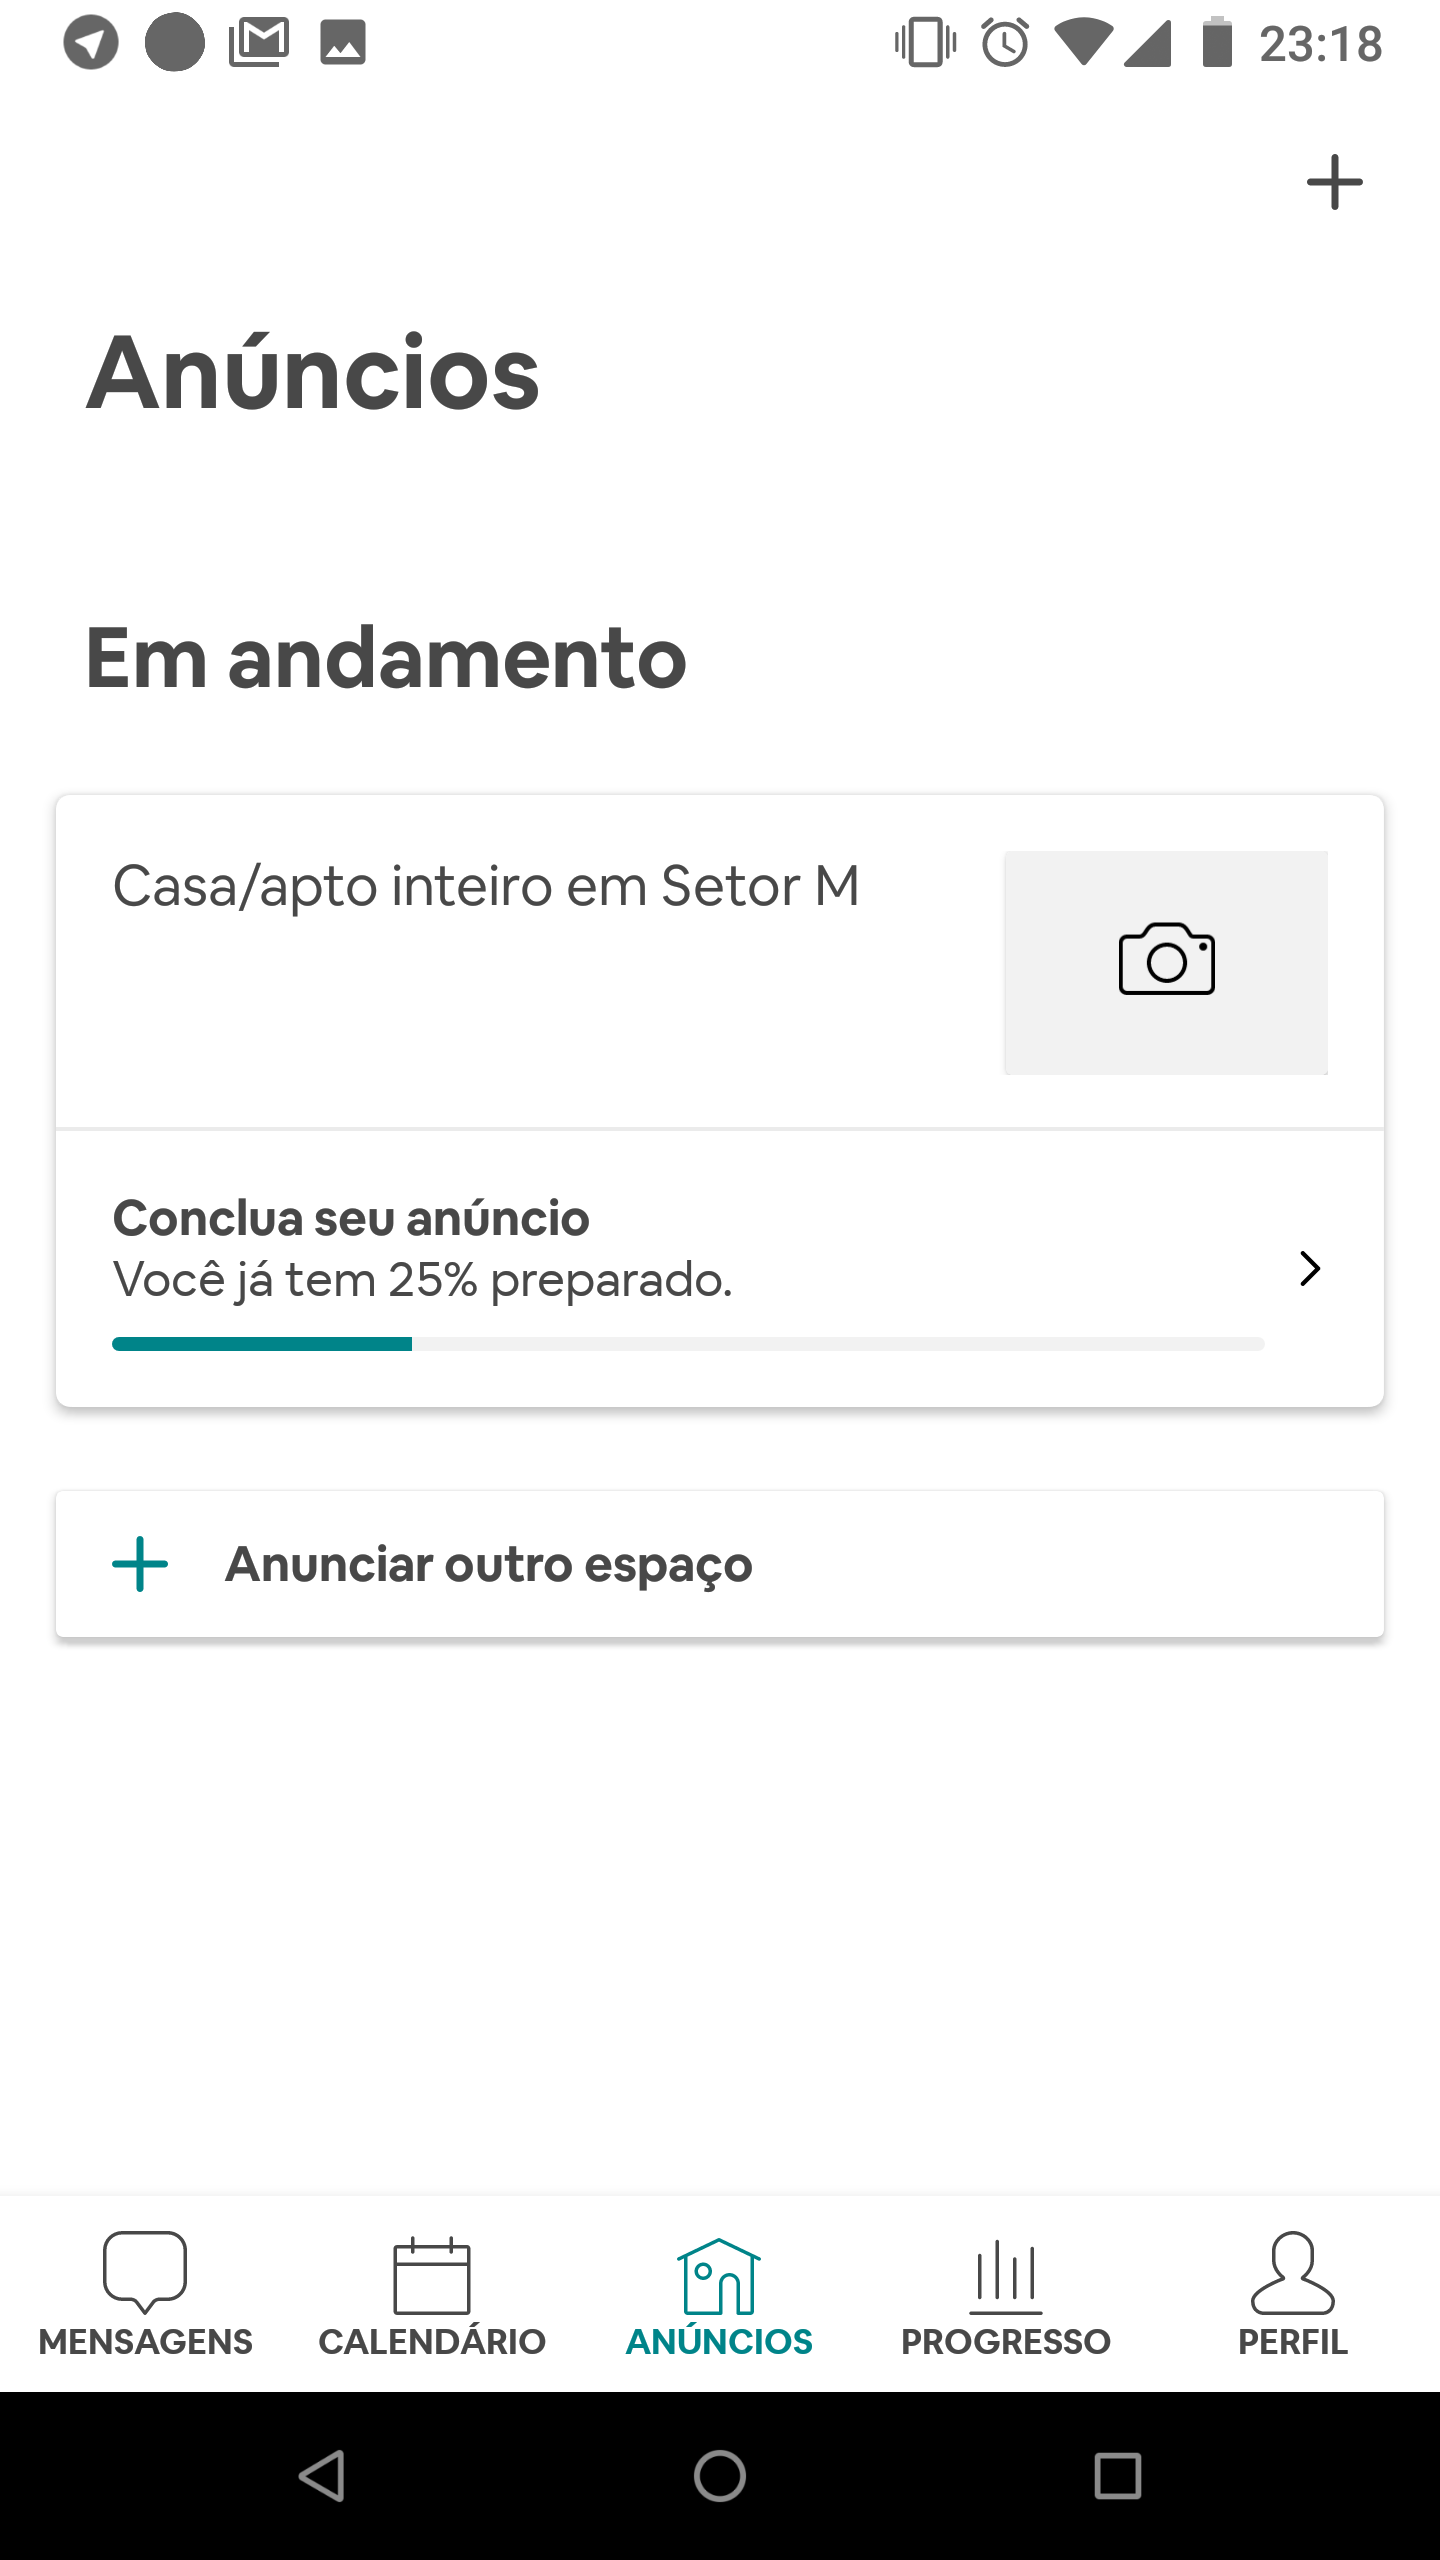 23:18
Anúncios
Em andamento
Casa/apto inteiro em Setor M
Conclua seu anúncio
Você já tem 25% preparado.
Anunciar outro espaço
MENSAGENS CALENDÁRIO ANÚNCIOS PROGRESSO PERFIL